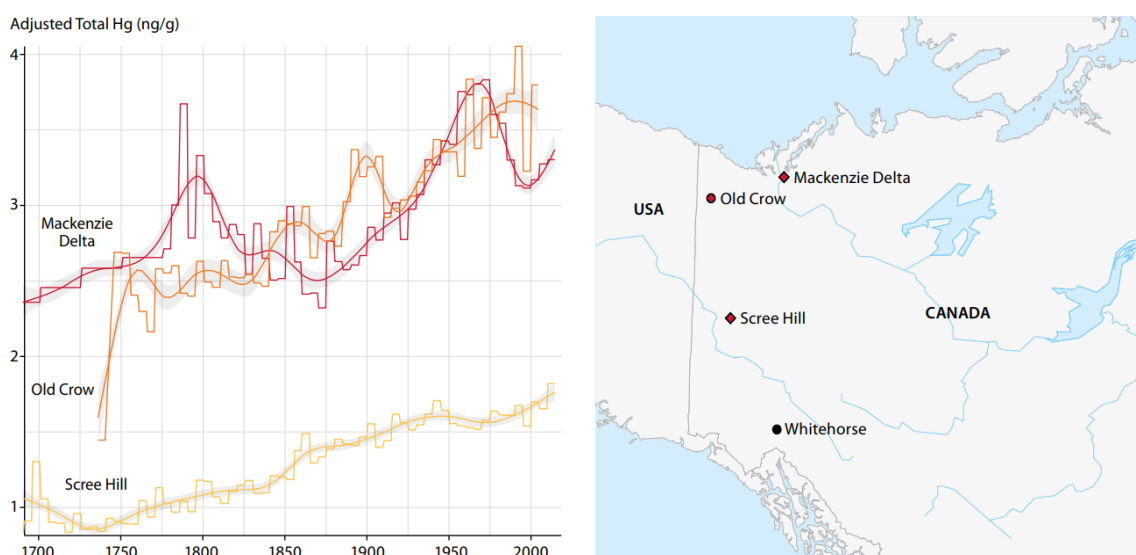 Adjusted Total Hg (ng/g)
4
3
2
1
Mackenzie
Delta
Old Crow
Scree Hill
1700 1750 1800 1850 1900 1950 2000
Mackenzie Delta
Old Crow
USA
Scree Hill
CANADA
Whitehorse